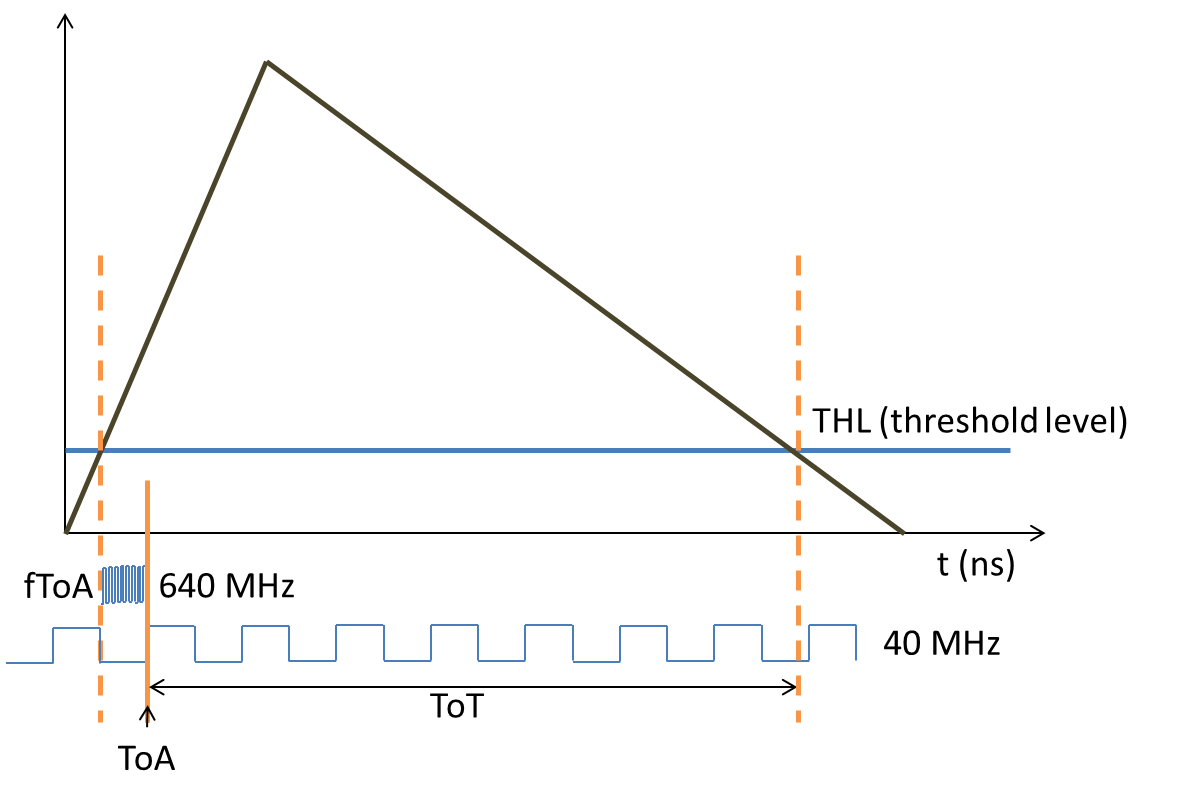 THL (threshold level)
t (ns)
fToA
640 MHz
40 MHz
ToT
ToA